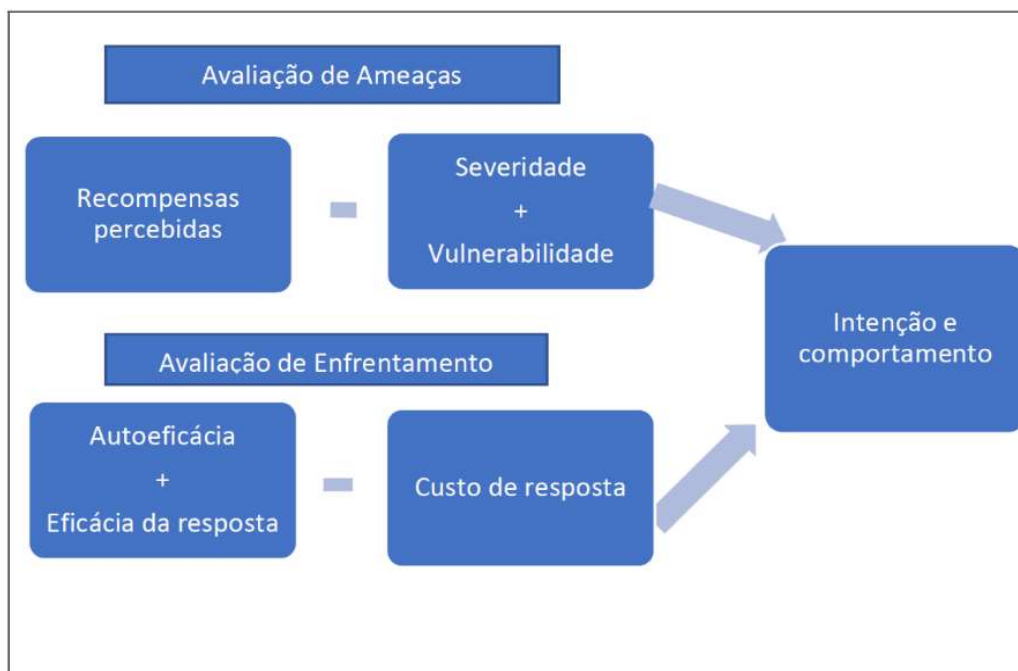 Avaliação de Ameaças
Recompensas
percebidas
Severidade
+
Vulnerabilidade
Intenção e
comportamento
Avaliação de Enfrentamento
Autoeficácia
+
Eficácia da resposta
Custo de resposta